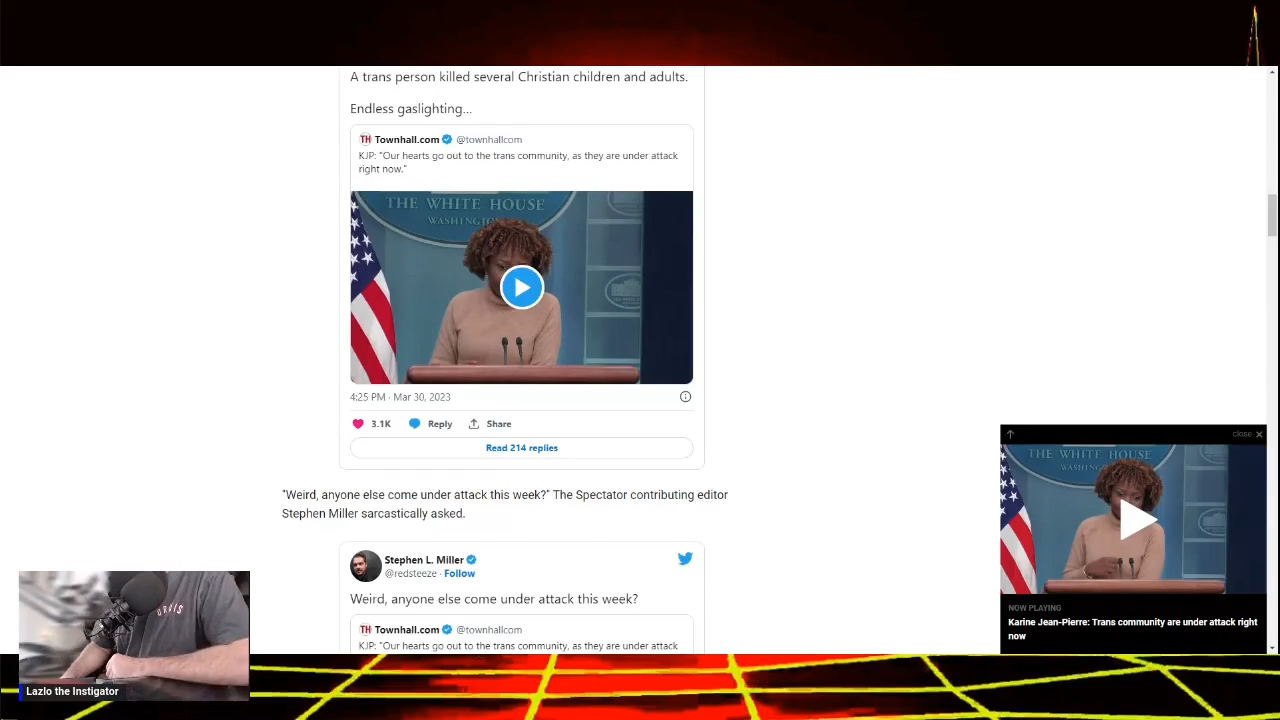 A trans person killed several Christian children and adults.
Endless gaslighting...
TH Townhall.com @townhallcom
KJP: "Our hearts go out to the trans community, as they are under attack
right now."
THE WHITE HOUSE
WASHINGTON
4:25 PM · Mar 30, 2023
3.1K Reply Share
Read 214 replies
"Weird, anyone else come under attack this week?" The Spectator contributing editor
Stephen Miller sarcastically asked.
Stephen L. Miller
@redsteeze · Follow
Weird, anyone else come under attack this week?
TH Townhall.com @townhallcom
KJP: "Our hearts go out to the trans community, as they are under attack
close
THE WHITE HOUSE
WASHINGTON
NOW PLAYING
Karine Jean-Pierre: Trans community are under attack right
now
Lazlo the Instigator